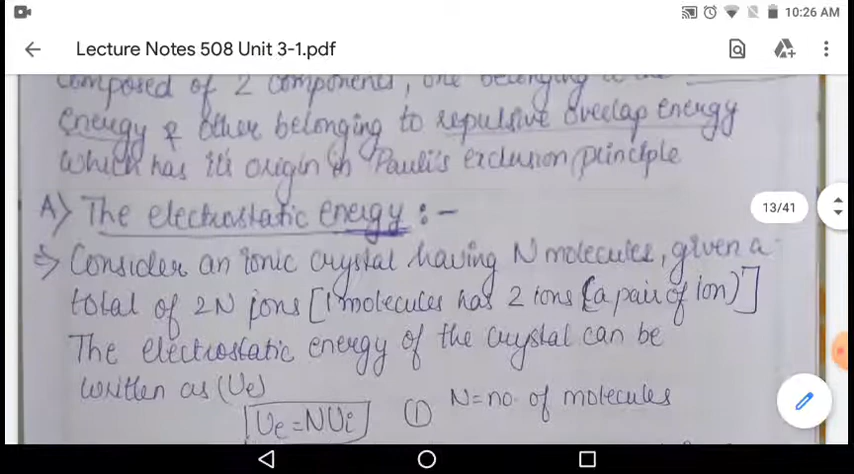 10:26 AM
Lecture Notes 508 Unit 3-1.pdf
composed of 2 components, one belonging to the
energy & other belonging to repulsive overlap energy
which has it's origin in Pauli's exclusion principle
A) The electrostatic energy :-
13/41
⇒ Consider an ionic crystal having N molecules, given a
total of 2N ions [1 molecules has 2 ions (a pair of ion)]
The electrostatic energy of the crystal can be
written as (Ue)
Ue = NUi ① N = no. of molecules